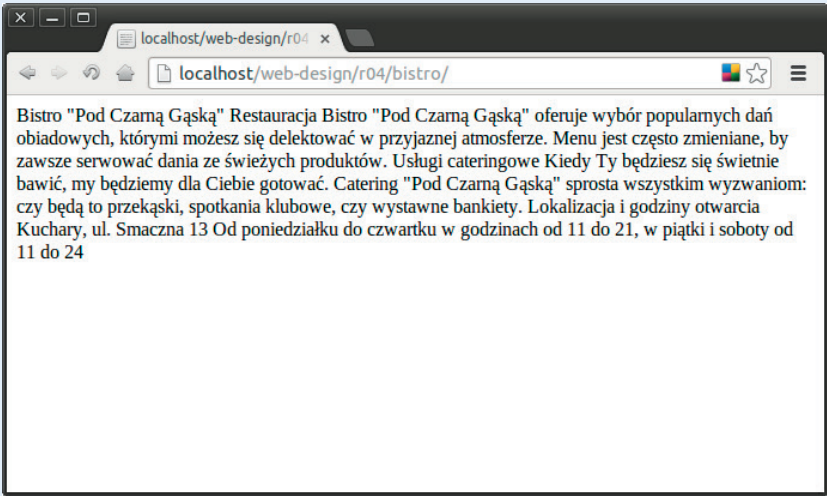 localhost/web-design/r04
localhost/web-design/r04/bistro/
Bistro "Pod Czarną Gąską" Restauracja Bistro "Pod Czarną Gąską" oferuje wybór popularnych dań
obiadowych, którymi możesz się delektować w przyjaznej atmosferze. Menu jest często zmieniane, by
zawsze serwować dania ze świeżych produktów. Usługi cateringowe Kiedy Ty będziesz się świetnie
bawić, my będziemy dla Ciebie gotować. Catering "Pod Czarną Gąską" sprosta wszystkim wyzwaniom:
czy będą to przekąski, spotkania klubowe, czy wystawne bankiety. Lokalizacja i godziny otwarcia
Kuchary, ul. Smaczna 13 Od poniedziałku do czwartku w godzinach od 11 do 21, w piątki i soboty od
11 do 24